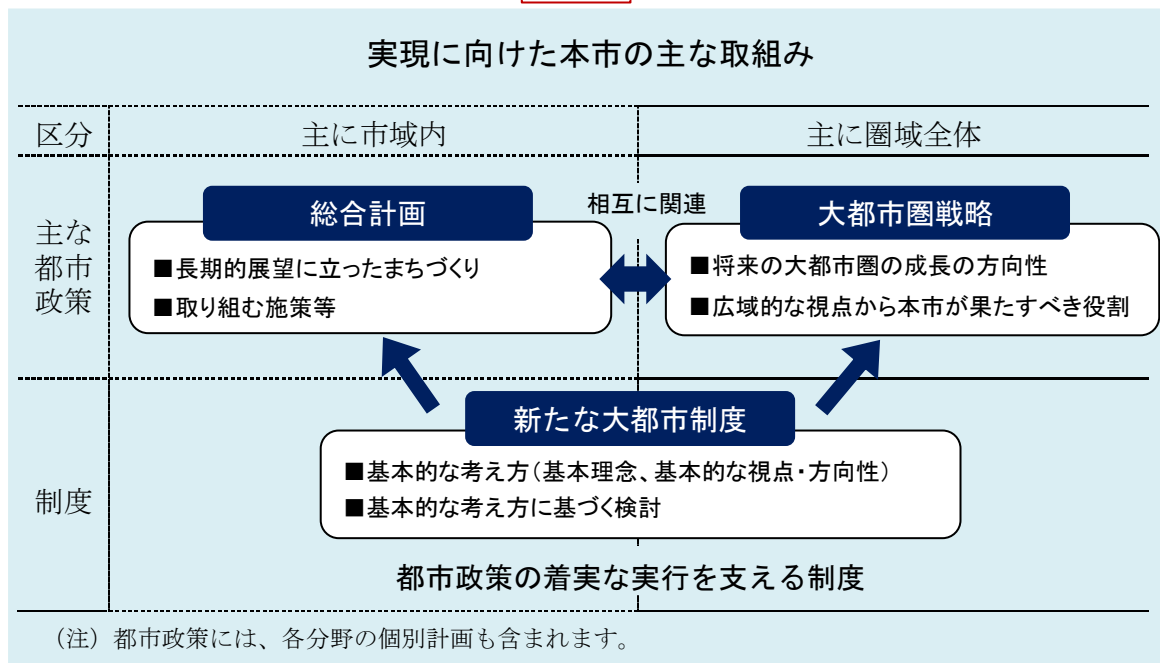 実現に向けた本市の主な取組み
区分
主に市域内
主に圏域全体
主な
都市
政策
総合計画
■長期的展望に立ったまちづくり
■取り組む施策等
相互に関連
大都市圏戦略
■将来の大都市圏の成長の方向性
■広域的な視点から本市が果たすべき役割
制度
新たな大都市制度
■基本的な考え方(基本理念、基本的な視点・方向性)
■基本的な考え方に基づく検討
都市政策の着実な実行を支える制度
（注）都市政策には、各分野の個別計画も含まれます。